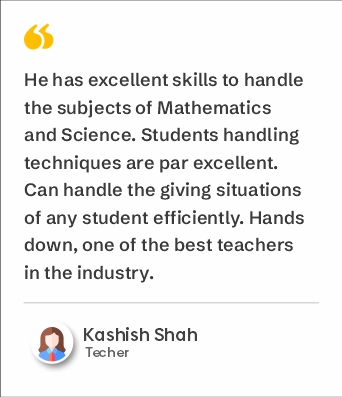 He has excellent skills to handle
the subjects of Mathematics
and Science. Students handling
techniques are par excellent.
Can handle the giving situations
of any student efficiently. Hands
down, one of the best teachers
in the industry.
Kashish Shah
Techer